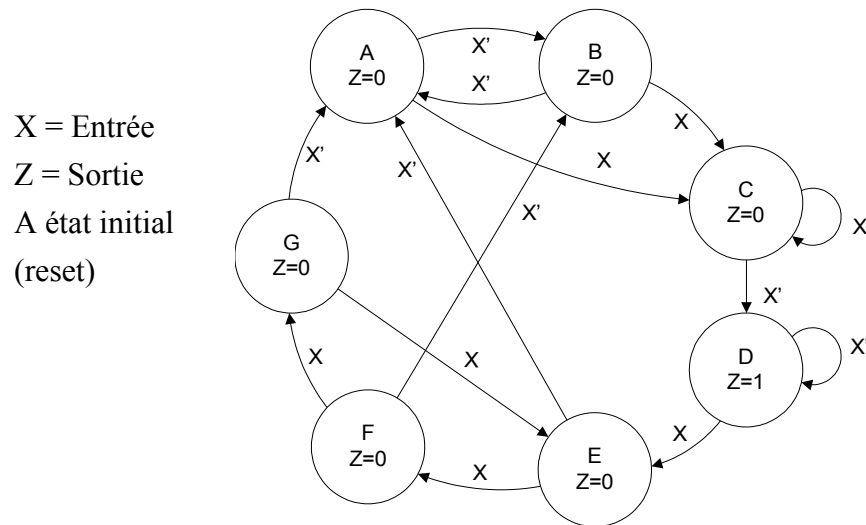 X = Entrée
Z = Sortie
A état initial
(reset)
A
Z=0
X'
X'
B
Z=0
X
X
C
Z=0
X
X'
X'
X'
G
Z=0
X'
D
Z=1
X'
X
X
F
Z=0
X
E
Z=0
X